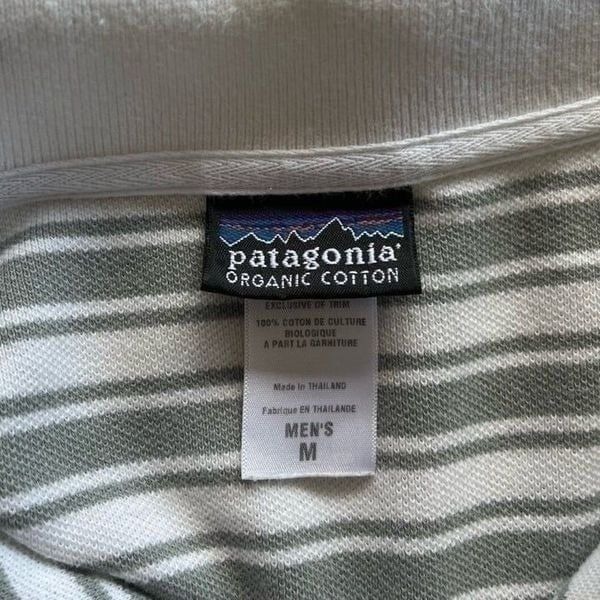 patagonia®
ORGANIC COTTON
EXCLUSIVE OF TRIM
100% COTON DE CULTURE
BIOLOGIQUE
A PART LA GARNITURE
Made in THAILAND
Fabriqué EN THAILANDE
MEN'S
M